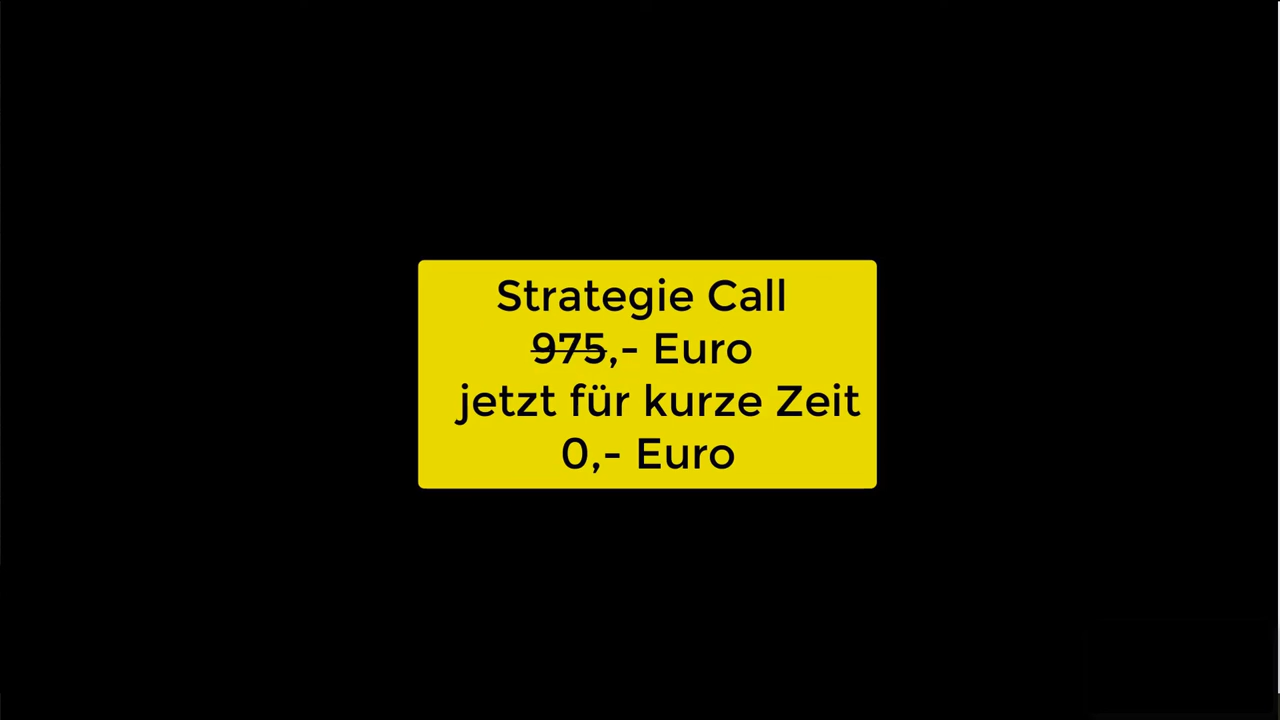 Strategie Call
975,- Euro
jetzt für kurze Zeit
0,- Euro